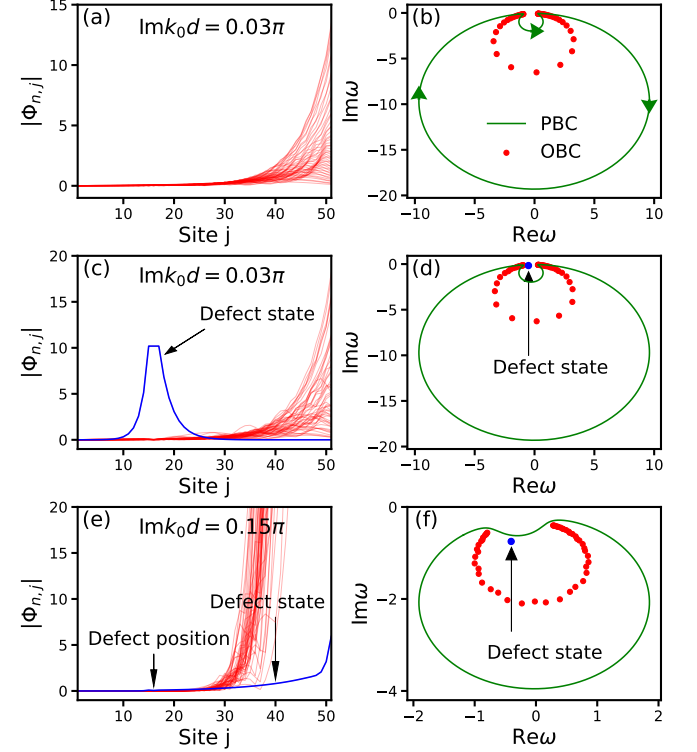 (a)
Imk₀d = 0.03π
|Φn,j|
15
10
5
0
10 20 30 40 50
Site j
(b)
Imω
0
−5
−10
−15
−20
PBC
OBC
−10 −5 0 5 10
Reω
(c)
Imk₀d = 0.03π
Defect state
|Φn,j|
20
15
10
5
0
10 20 30 40 50
Site j
(d)
Imω
0
−5
−10
−15
−20
Defect state
−10 −5 0 5 10
Reω
(e)
Imk₀d = 0.15π
Defect state
Defect position
|Φn,j|
20
15
10
5
0
10 20 30 40 50
Site j
(f)
Imω
0
−2
−4
Defect state
−2 −1 0 1 2
Reω